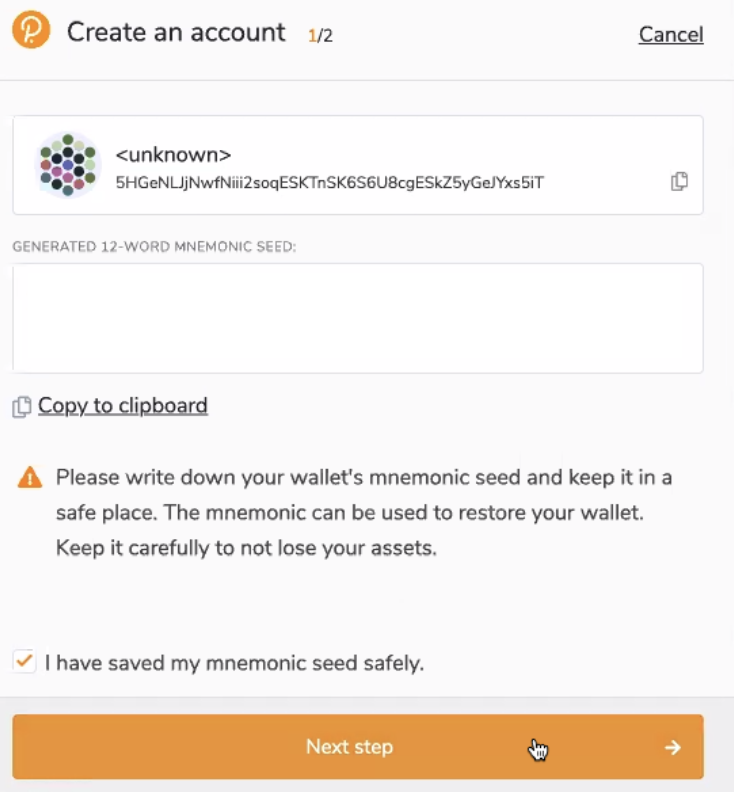 Create an account 1/2 Cancel
<unknown>
5HGeNLJjNwfNiii2soqESKTnSK6S6U8cgESkZ5yGeJYxs5iT
GENERATED 12-WORD MNEMONIC SEED:
Copy to clipboard
Please write down your wallet's mnemonic seed and keep it in a
safe place. The mnemonic can be used to restore your wallet.
Keep it carefully to not lose your assets.
I have saved my mnemonic seed safely.
Next step